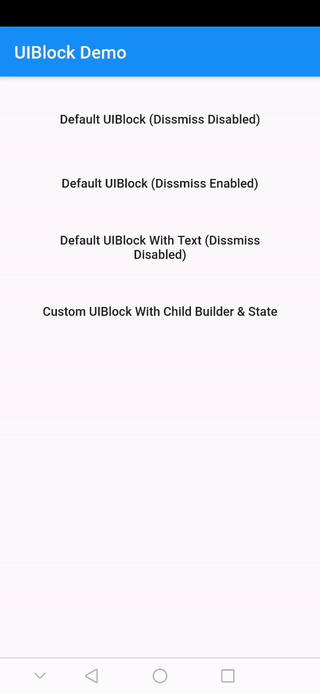 UIBlock Demo
Default UIBlock (Dissmiss Disabled)
Default UIBlock (Dissmiss Enabled)
Default UIBlock With Text (Dissmiss
Disabled)
Custom UIBlock With Child Builder & State